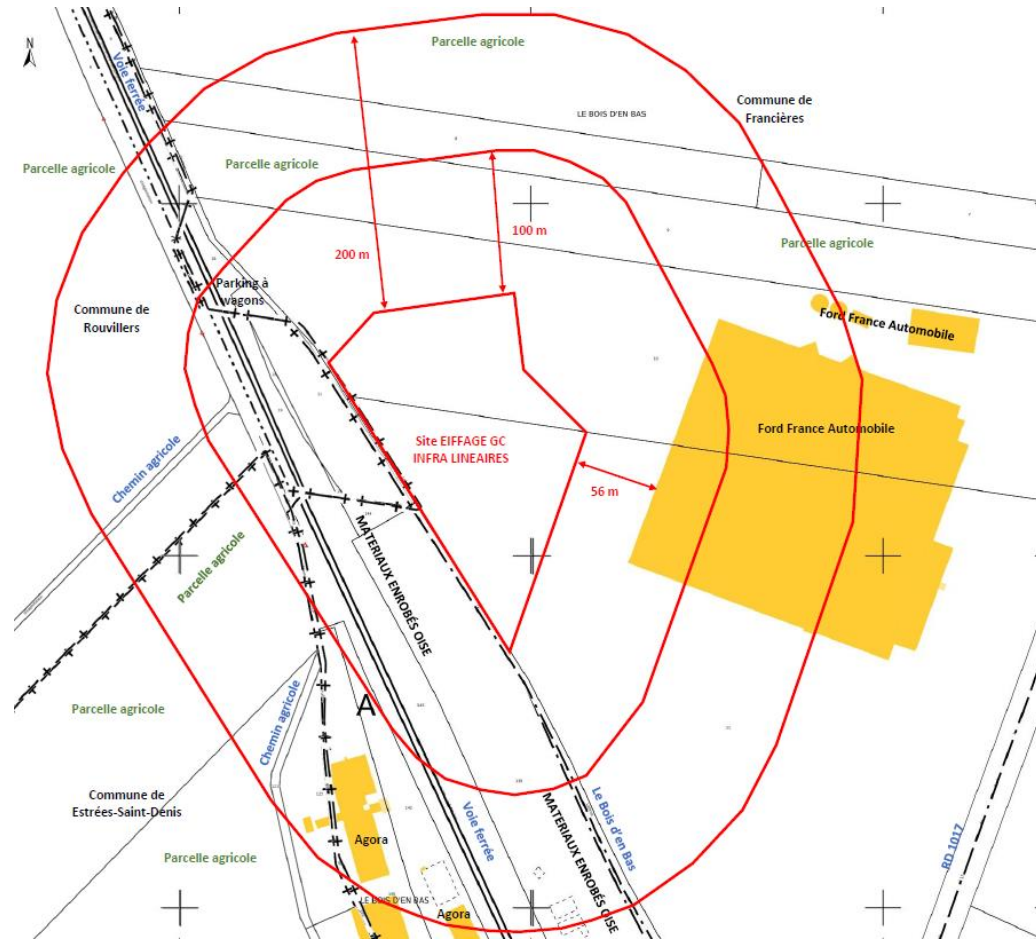 Parcelle agricole
N
Voie ferrée
Commune de
Francières
LE BOIS D'EN BAS
Parcelle agricole
Parcelle agricole
100 m
Parcelle agricole
200 m
Parking à
wagons
Commune de
Rouvillers
Ford France Automobile
Ford France Automobile
Site EIFFAGE GC
INFRA LINEAIRES
Chemin agricole
56 m
MATERIAUX ENROBÉS OISE
Parcelle agricole
Parcelle agricole
A
Chemin agricole
Commune de
Estrées-Saint-Denis
Voie ferrée
MATERIAUX ENROBÉS OISE
Le Bois d'en Bas
RD 1017
Agora
Parcelle agricole
LE BOIS D'EN BAS
Agora